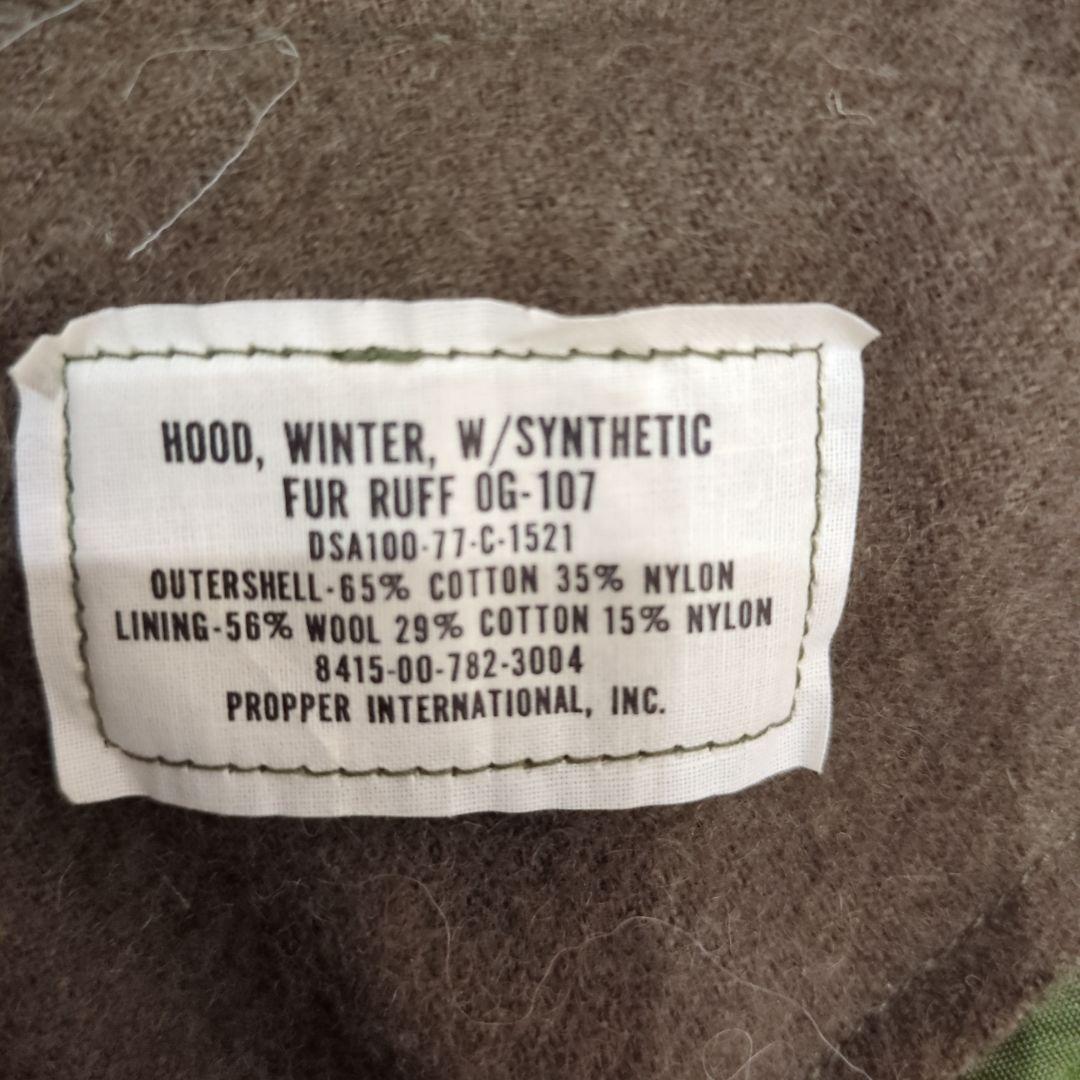 HOOD, WINTER, W/SYNTHETIC
FUR RUFF OG-107
DSA100-77-C-1521
OUTERSHELL-65% COTTON 35% NYLON
LINING-56% WOOL 29% COTTON 15% NYLON
8415-00-782-3004
PROPPER INTERNATIONAL, INC.